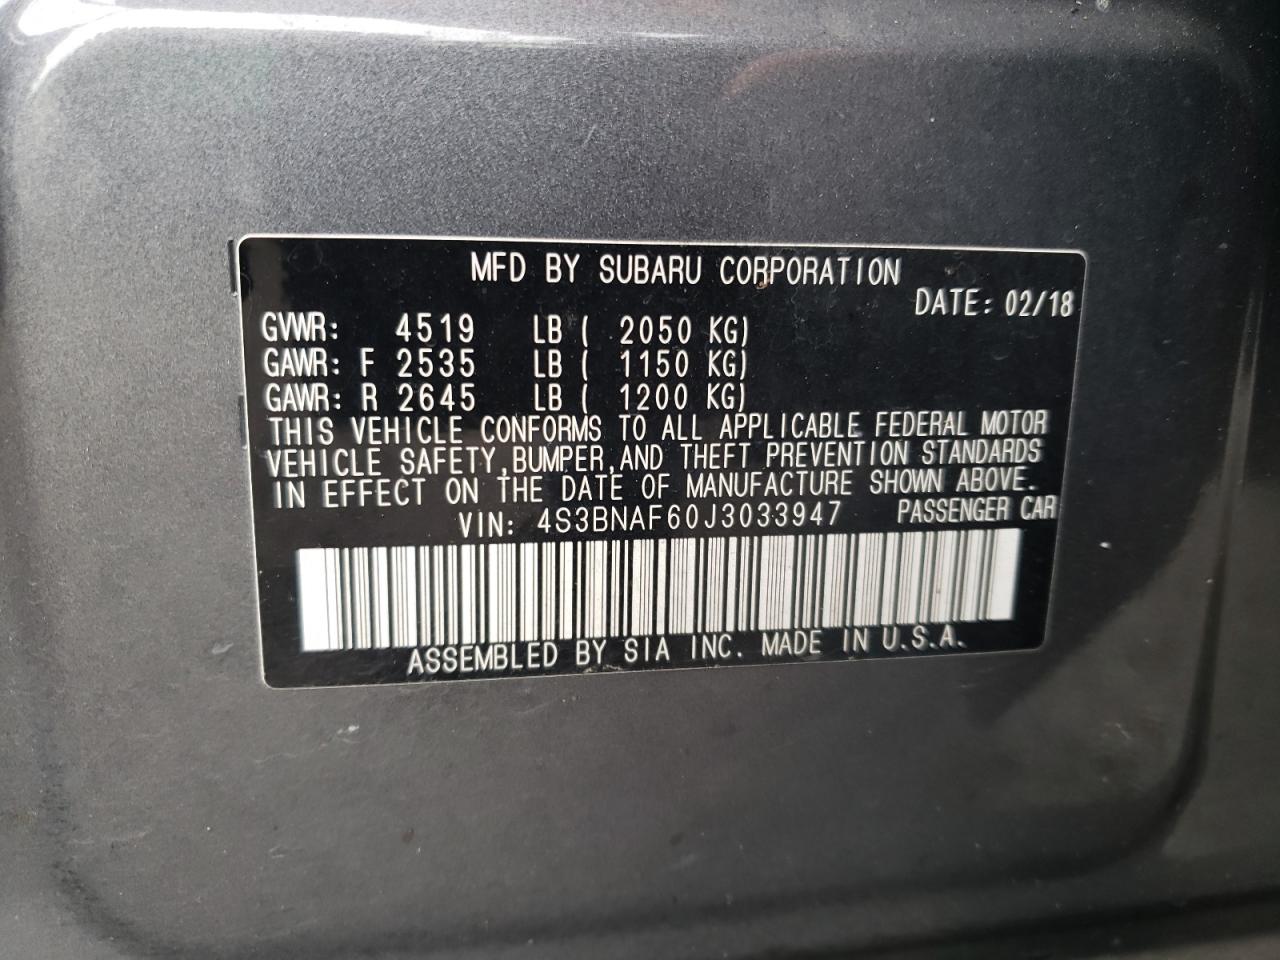 MFD BY SUBARU CORPORATION
DATE: 02/18
GVWR: 4519 LB ( 2050 KG)
GAWR: F 2535 LB ( 1150 KG)
GAWR: R 2645 LB ( 1200 KG)
THIS VEHICLE CONFORMS TO ALL APPLICABLE FEDERAL MOTOR
VEHICLE SAFETY,BUMPER,AND THEFT PREVENTION STANDARDS
IN EFFECT ON THE DATE OF MANUFACTURE SHOWN ABOVE.
VIN: 4S3BNAF60J3033947 PASSENGER CAR
ASSEMBLED BY SIA INC. MADE IN U.S.A.